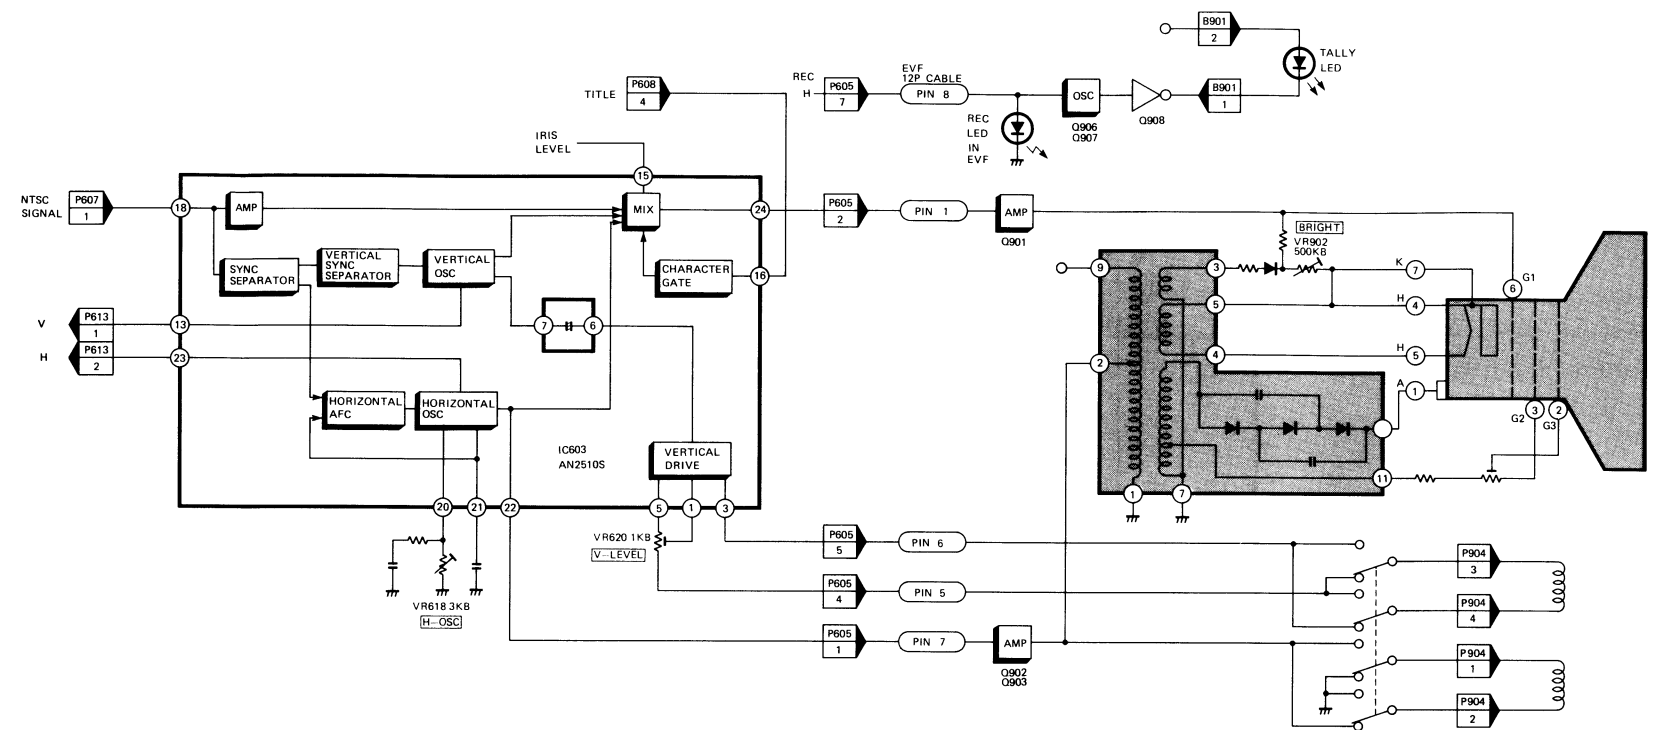 B901
2
TALLY
LED
TITLE
P608
4
REC
H
P605
7
EVF
12P CABLE
PIN 8
OSC
Q906
Q907
Q908
B901
1
REC
LED
IN
EVF
IRIS
LEVEL
15
NTSC
SIGNAL
P607
1
18
AMP
MIX
24
P605
2
PIN 1
AMP
Q901
BRIGHT
VR902
500KB
SYNC
SEPARATOR
VERTICAL
SYNC
SEPARATOR
VERTICAL
OSC
CHARACTER
GATE
16
9
3
K
7
6
G1
5
H
4
V
P613
1
13
7
6
H
P613
2
23
2
4
H
5
A
1
HORIZONTAL
AFC
HORIZONTAL
OSC
G2
3
2
G3
IC603
AN2510S
VERTICAL
DRIVE
11
1
7
20
21
22
5
1
3
VR620 1KB
V-LEVEL
P605
5
PIN 6
P605
4
PIN 5
VR618 3KB
H-OSC
P605
1
PIN 7
AMP
Q902
Q903
P904
3
P904
4
P904
1
P904
2